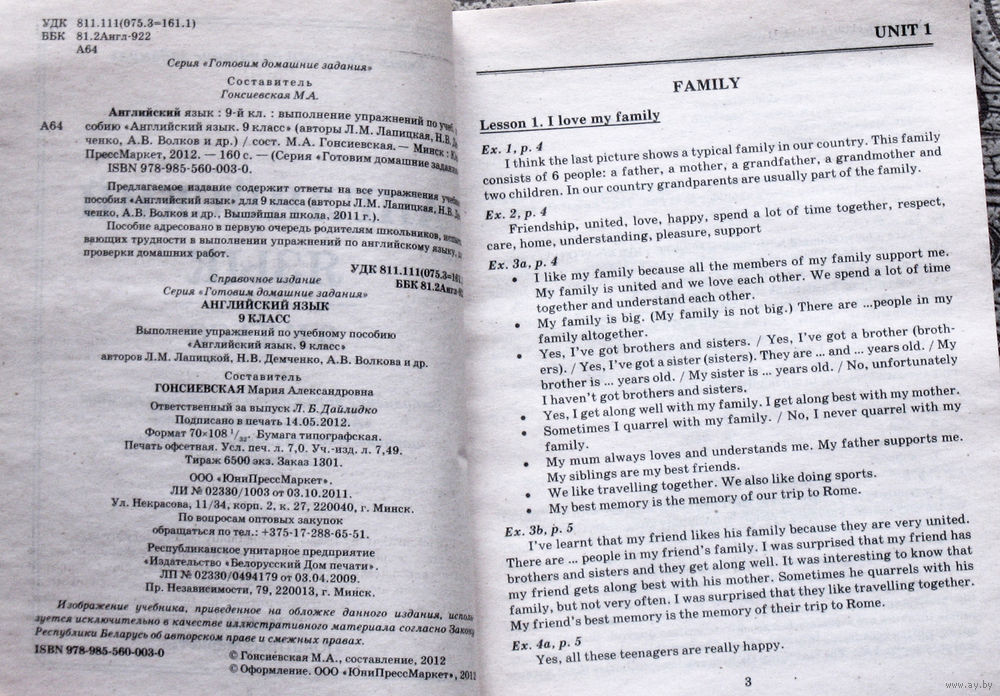 УДК 811.111(075.3=161.1)
ББК 81.2Англ-922
А64
Серия «Готовим домашние задания»
Составитель
Гонсиевская М.А.
Английский язык : 9-й кл. : выполнение упражнений по учеб.
А64 собию «Английский язык. 9 класс» (авторы Л.М. Лапицкая, Н.В. Де
ченко, А.В. Волков и др.) / сост. М.А. Гонсиевская. — Минск : Юн
ПрессМаркет, 2012. — 160 с. — (Серия «Готовим домашние задани
ISBN 978-985-560-003-0.
Предлагаемое издание содержит ответы на все упражнения учебн
пособия «Английский язык» для 9 класса (авторы Л.М. Лапицкая, Н.В. Де
ченко, А.В. Волков и др., Вышэйшая школа, 2011 г.).
Пособие адресовано в первую очередь родителям школьников, испы
вающих трудности в выполнении упражнений по английскому языку, д
проверки домашних работ.
УДК 811.111(075.3=161.
ББК 81.2Англ-92
Справочное издание
Серия «Готовим домашние задания»
АНГЛИЙСКИЙ ЯЗЫК
9 КЛАСС
Выполнение упражнений по учебному пособию
«Английский язык. 9 класс»
авторов Л.М. Лапицкой, Н.В. Демченко, А.В. Волкова и др.
Составитель
ГОНСИЕВСКАЯ Мария Александровна
Ответственный за выпуск Л. Б. Дайлидко
Подписано в печать 14.05.2012.
Формат 70×108 1/32. Бумага типографская.
Печать офсетная. Усл. печ. л. 7,0. Уч.-изд. л. 7,49.
Тираж 6500 экз. Заказ 1301.
ООО «ЮниПрессМаркет».
ЛИ № 02330/1003 от 03.10.2011.
Ул. Некрасова, 11/34, корп. 2, к. 27, 220040, г. Минск.
По вопросам оптовых закупок
обращаться по тел.: +375-17-288-65-51.
Республиканское унитарное предприятие
«Издательство «Белорусский Дом печати».
ЛП № 02330/0494179 от 03.04.2009.
Пр. Независимости, 79, 220013, г. Минск.
Изображение учебника, приведенное на обложке данного издания, исполь
зуется исключительно в качестве иллюстративного материала согласно Закону
Республики Беларусь об авторском праве и смежных правах.
ISBN 978-985-560-003-0
© Гонсиевская М.А., составление, 2012
© Оформление. ООО «ЮниПрессМаркет», 2012
UNIT 1
FAMILY
Lesson 1. I love my family
Ex. 1, p. 4
I think the last picture shows a typical family in our country. This family
consists of 6 people: a father, a mother, a grandfather, a grandmother and
two children. In our country grandparents are usually part of the family.
Ex. 2, p. 4
Friendship, united, love, happy, spend a lot of time together, respect,
care, home, understanding, pleasure, support
Ex. 3a, p. 4
• I like my family because all the members of my family support me.
My family is united and we love each other. We spend a lot of time
together and understand each other.
• My family is big. (My family is not big.) There are ...people in my
family altogether.
• Yes, I've got brothers and sisters. / Yes, I've got a brother (broth-
ers). / Yes, I've got a sister (sisters). They are ... and ... years old. / My
brother is ... years old. / My sister is ... years old. / No, unfortunately
I haven't got brothers and sisters.
• Yes, I get along well with my family. I get along best with my mother.
• Sometimes I quarrel with my family. / No, I never quarrel with my
family.
• My mum always loves and understands me. My father supports me.
My siblings are my best friends.
• We like travelling together. We also like doing sports.
• My best memory is the memory of our trip to Rome.
Ex. 3b, p. 5
I've learnt that my friend likes his family because they are very united.
There are ... people in my friend's family. I was surprised that my friend has
brothers and sisters and they get along well. It was interesting to know that
my friend gets along best with his mother. Sometimes he quarrels with his
family, but not very often. I was surprised that they like travelling together.
My friend's best memory is the memory of their trip to Rome.
Ex. 4a, p. 5
Yes, all these teenagers are really happy.
3
www.ay.by